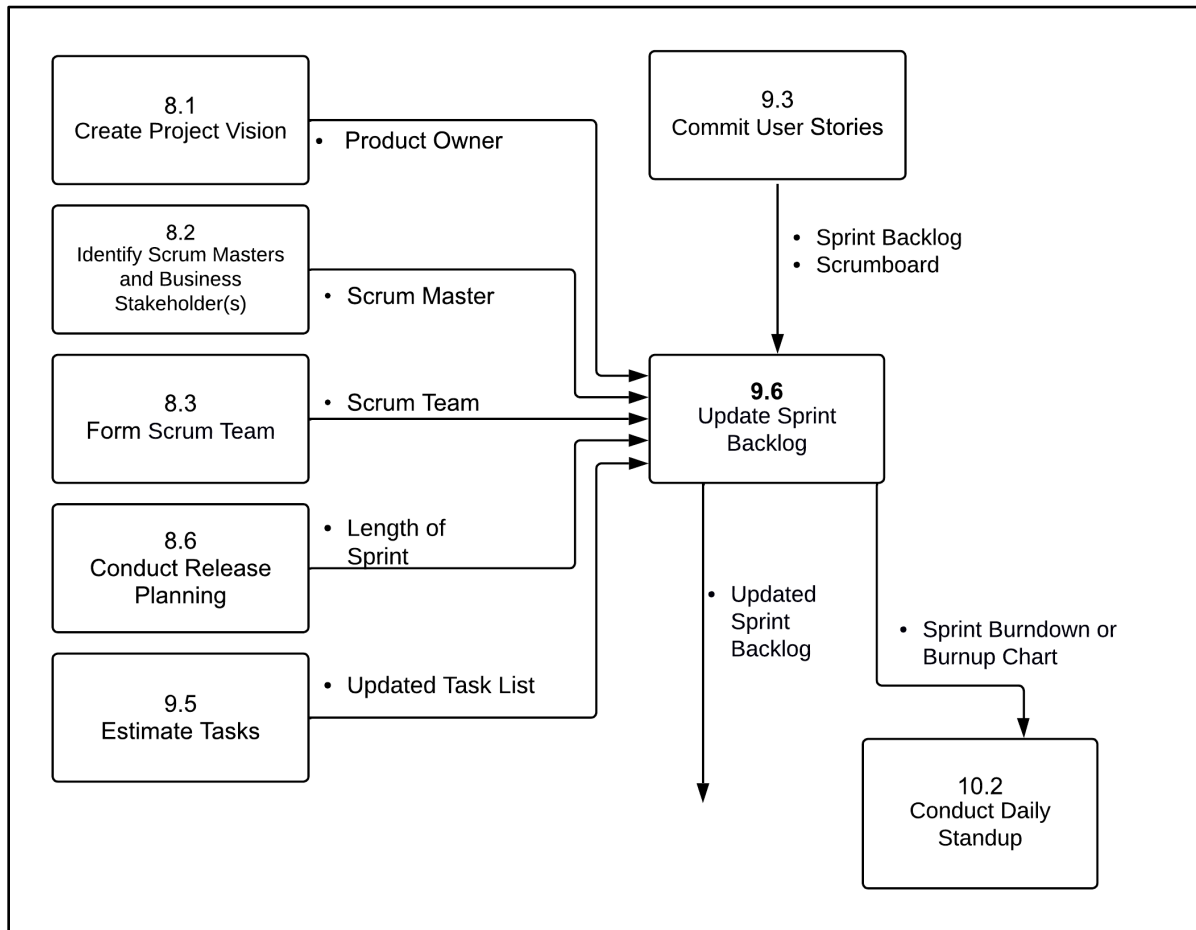 8.1
Create Project Vision
• Product Owner
8.2
Identify Scrum Masters
and Business
Stakeholder(s)
• Scrum Master
8.3
Form Scrum Team
• Scrum Team
8.6
Conduct Release
Planning
• Length of
Sprint
9.5
Estimate Tasks
• Updated Task List
9.3
Commit User Stories
• Sprint Backlog
• Scrumboard
9.6
Update Sprint
Backlog
• Updated
Sprint
Backlog
• Sprint Burndown or
Burnup Chart
10.2
Conduct Daily
Standup